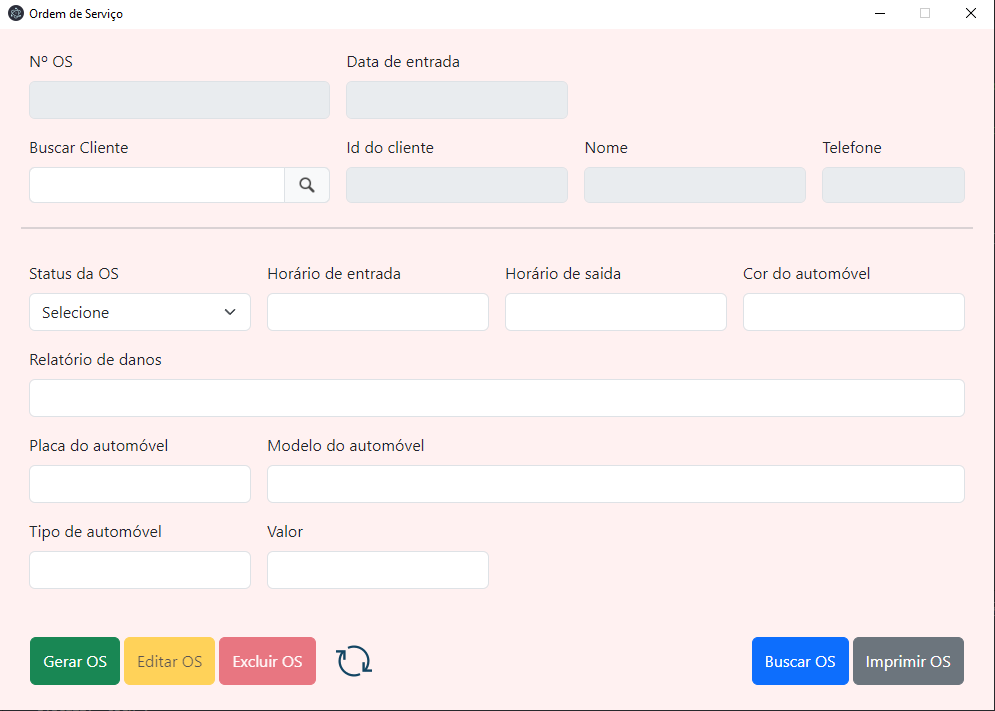 Ordem de Serviço
Nº OS Data de entrada
Buscar Cliente Id do cliente Nome Telefone
Status da OS Horário de entrada Horário de saida Cor do automóvel
Selecione
Relatório de danos
Placa do automóvel Modelo do automóvel
Tipo de automóvel Valor
Gerar OS Editar OS Excluir OS Buscar OS Imprimir OS